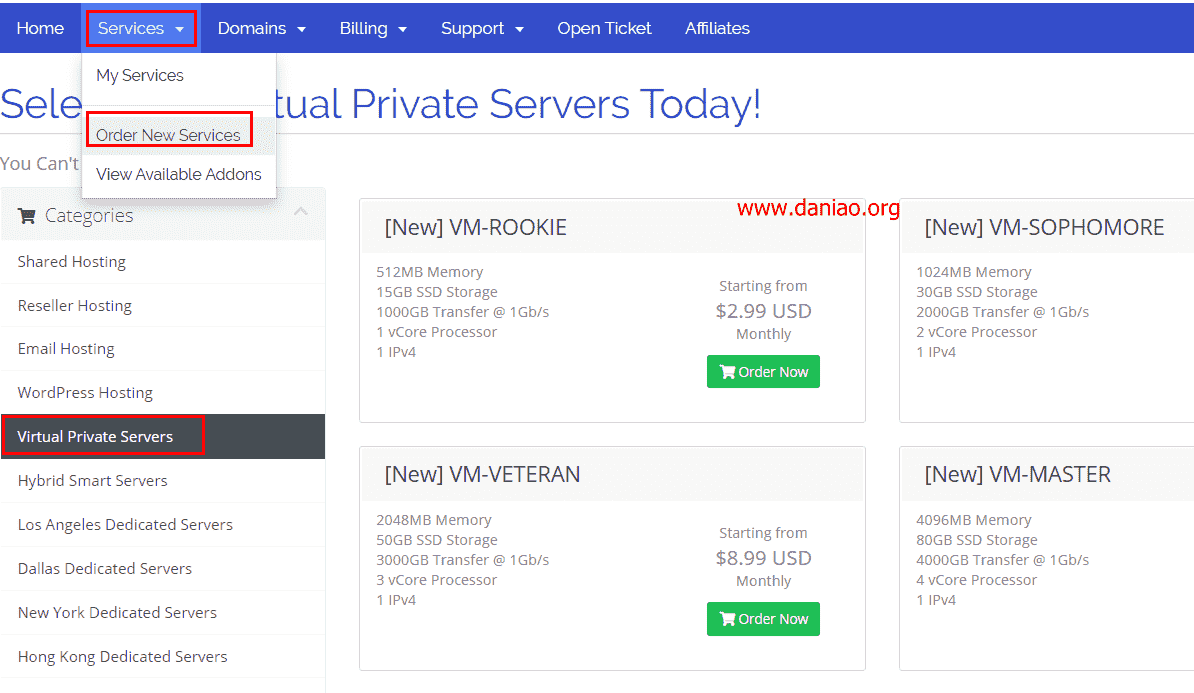 Home Services Domains Billing Support Open Ticket Affiliates
My Services
Order New Services
View Available Addons
Sele tual Private Servers Today!
You Can't
Categories
Shared Hosting
Reseller Hosting
Email Hosting
WordPress Hosting
Virtual Private Servers
Hybrid Smart Servers
Los Angeles Dedicated Servers
Dallas Dedicated Servers
New York Dedicated Servers
Hong Kong Dedicated Servers
www.daniao.org
[New] VM-ROOKIE
512MB Memory
15GB SSD Storage
1000GB Transfer @ 1Gb/s
1 vCore Processor
1 IPv4
Starting from
$2.99 USD
Monthly
Order Now
[New] VM-SOPHOMORE
1024MB Memory
30GB SSD Storage
2000GB Transfer @ 1Gb/s
2 vCore Processor
1 IPv4
[New] VM-VETERAN
2048MB Memory
50GB SSD Storage
3000GB Transfer @ 1Gb/s
3 vCore Processor
1 IPv4
Starting from
$8.99 USD
Monthly
Order Now
[New] VM-MASTER
4096MB Memory
80GB SSD Storage
4000GB Transfer @ 1Gb/s
4 vCore Processor
1 IPv4